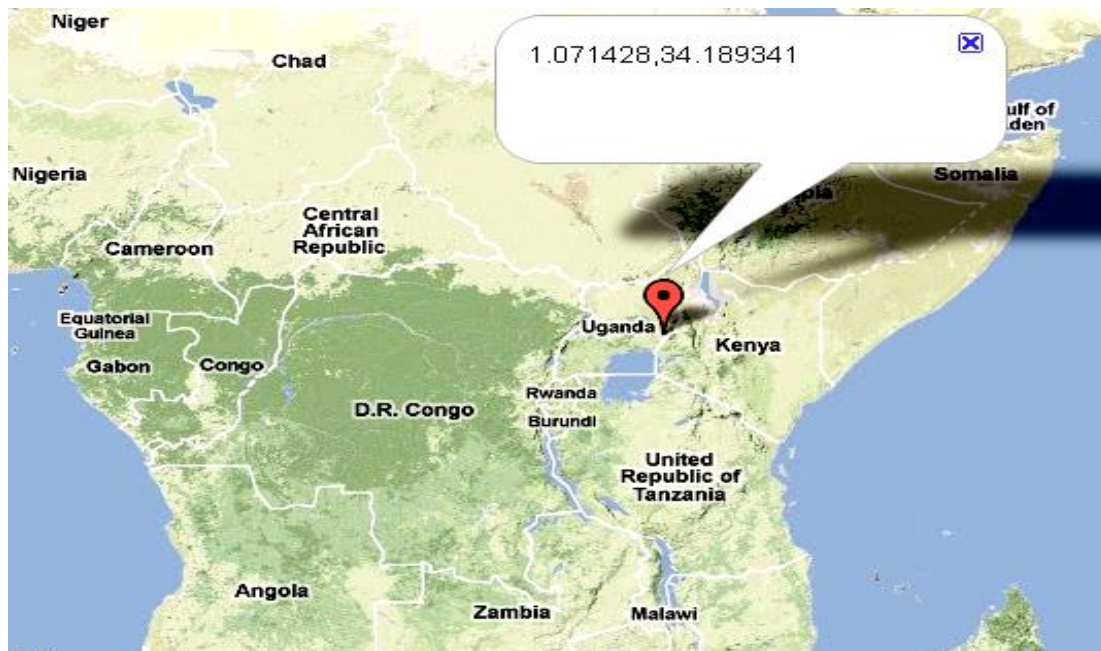 Niger
Chad
1.071428,34.189341
ulf of
den
Nigeria
Somalia
pia
Central
African
Republic
Cameroon
Equatorial
Guinea
Uganda
Kenya
Gabon
Congo
Rwanda
D.R. Congo
Burundi
United
Republic of
Tanzania
Angola
Zambia
Malawi